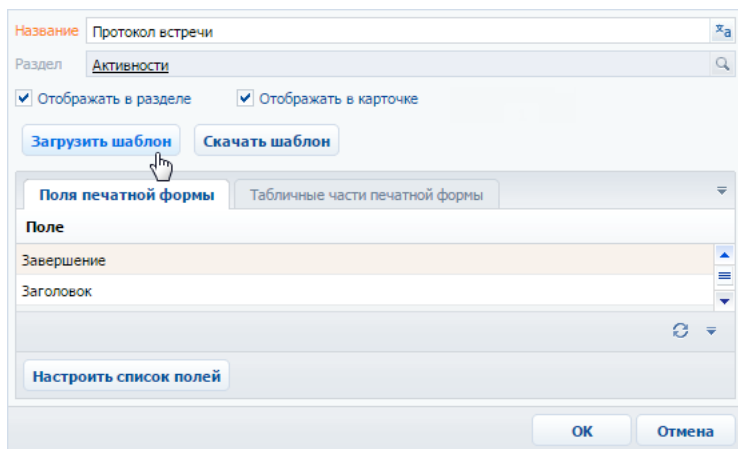 Название Протокол встречи
Раздел Активности
Отображать в разделе Отображать в карточке
Загрузить шаблон Скачать шаблон
Поля печатной формы Табличные части печатной формы
Поле
Завершение
Заголовок
Настроить список полей
ОК Отмена